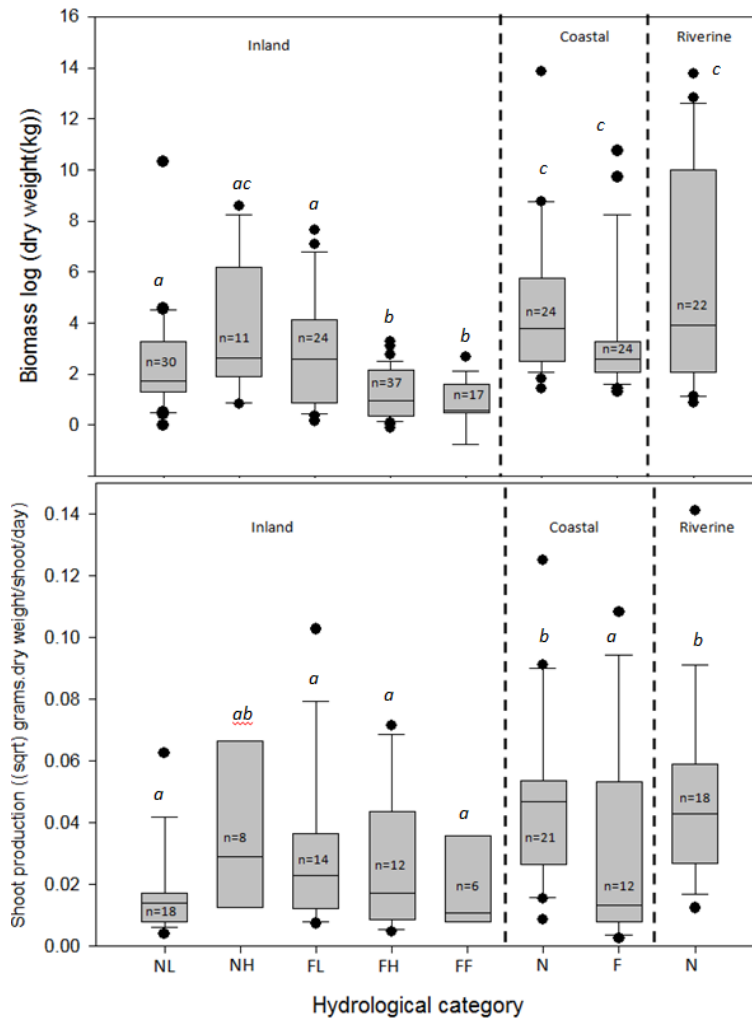 16
14
12
10
8
6
4
2
0
Biomass log (dry weight(kg))
Inland
Coastal
Riverine
a
ac
a
b
b
c
c
c
n=30
n=11
n=24
n=37
n=17
n=24
n=24
n=22
0.14
0.12
0.10
0.08
0.06
0.04
0.02
0.00
Shoot production ((sqrt) grams.dry weight/shoot/day)
Inland
Coastal
Riverine
a
ab
a
a
a
b
a
b
n=18
n=8
n=14
n=12
n=6
n=21
n=12
n=18
NL NH FL FH FF N F N
Hydrological category